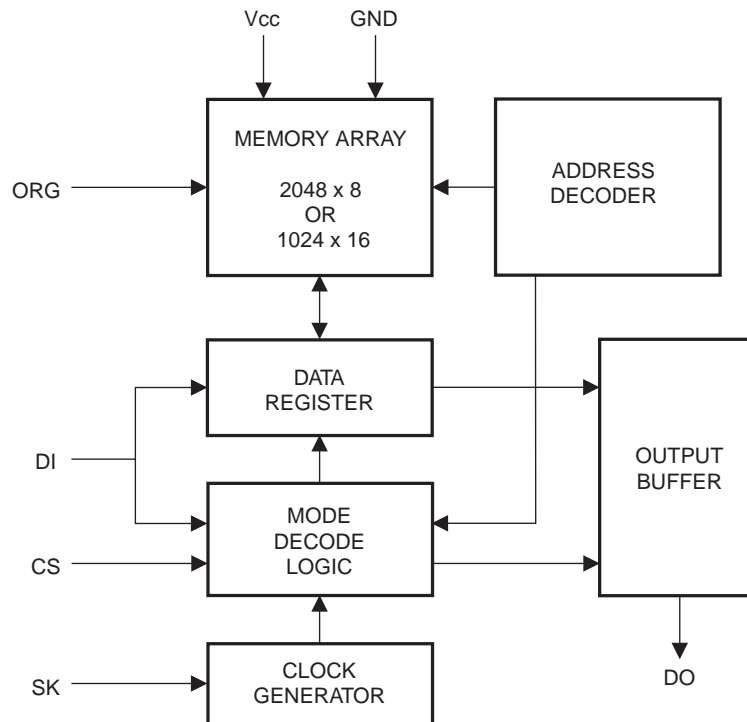 Vcc
GND
MEMORY ARRAY
2048 x 8
OR
1024 x 16
ADDRESS
DECODER
ORG
DATA
REGISTER
DI
OUTPUT
BUFFER
MODE
DECODE
LOGIC
CS
CLOCK
GENERATOR
SK
DO